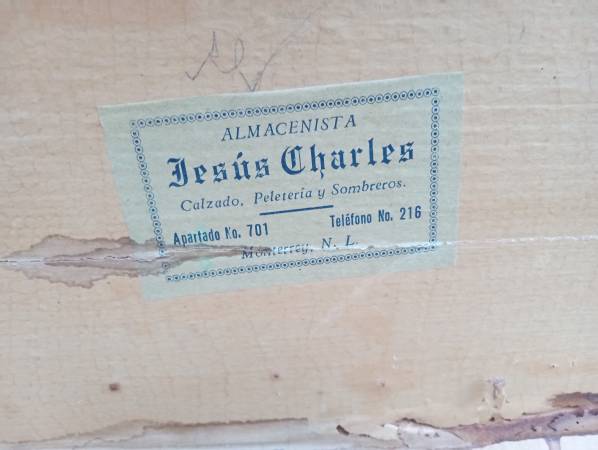 ALMACENISTA
Jesús Charles
Calzado, Peletería y Sombreros.
Apartado No. 701 Teléfono No. 216
Monterrey, N. L.